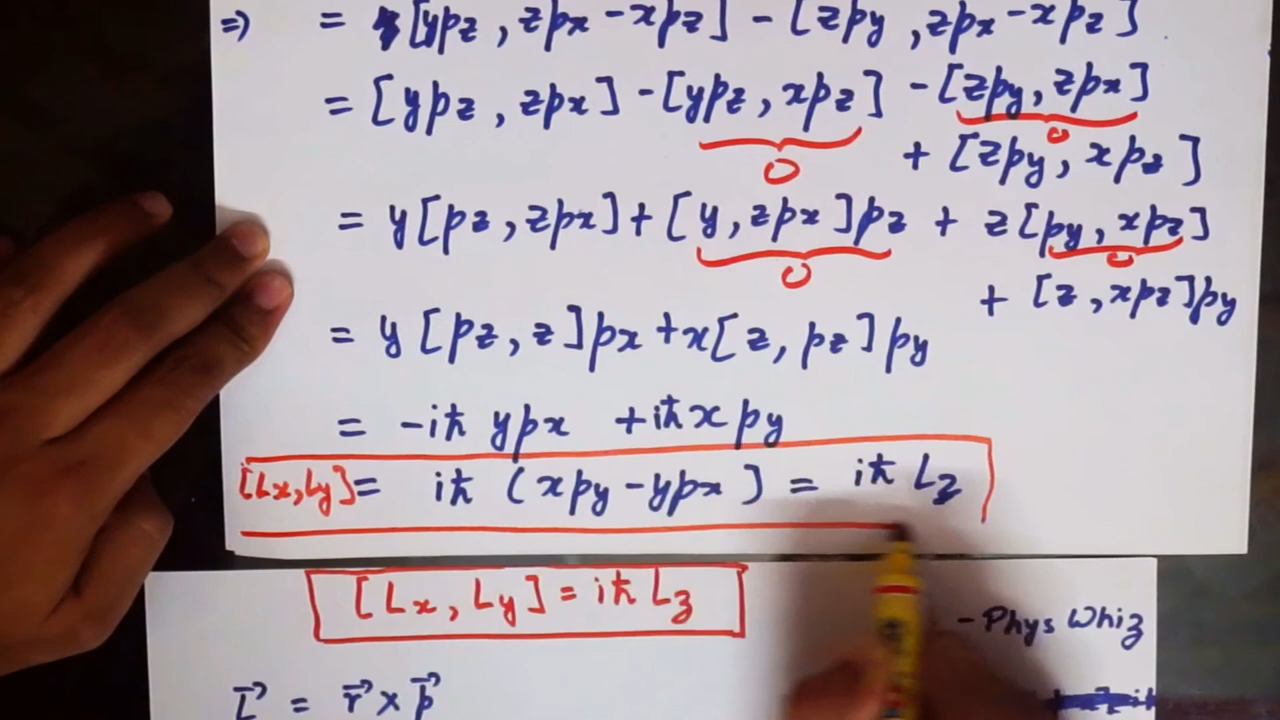 ⇒ = [ypz, zpx-xpz] - [zpy, zpx-xpz]
= [ypz, zpx] - [ypz, xpz] - [zpy, zpx]
0 0
+ [zpy, xpz]
= y[pz, zpx] + [y, zpx]pz + z[py, xpz]
0 0
+ [z, xpz]py
= y[pz, z]px + x[z, pz]py
= -iħ ypx + iħxpy
[Lx,Ly] = iħ (xpy-ypx) = iħ Lz
[Lx, Ly] = iħ Lz
- Phys Whiz
L⃗ = r⃗ × p⃗